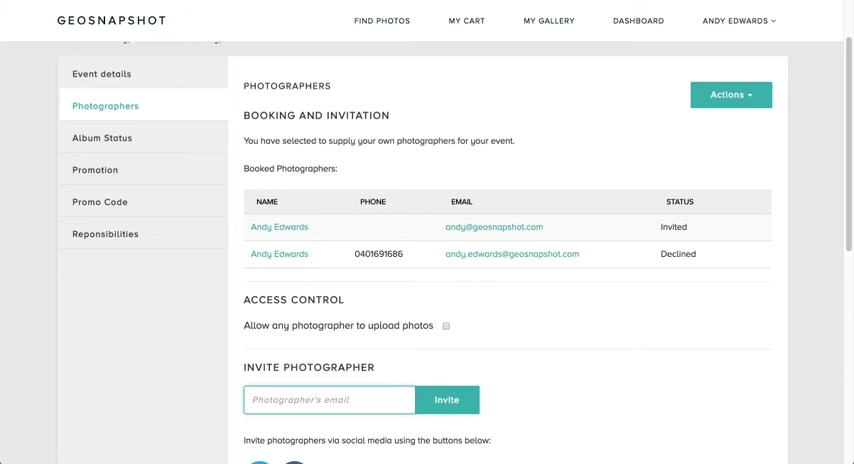 GEOSNAPSHOT FIND PHOTOS MY CART MY GALLERY DASHBOARD ANDY EDWARDS
Event details
Photographers
Album Status
Promotion
Promo Code
Reponsibilities
PHOTOGRAPHERS
Actions
BOOKING AND INVITATION
You have selected to supply your own photographers for your event.
Booked Photographers:
NAME PHONE EMAIL STATUS
Andy Edwards andy@geosnapshot.com Invited
Andy Edwards 0401691686 andy.edwards@geosnapshot.com Declined
ACCESS CONTROL
Allow any photographer to upload photos
INVITE PHOTOGRAPHER
Photographer's email Invite
Invite photographers via social media using the buttons below: